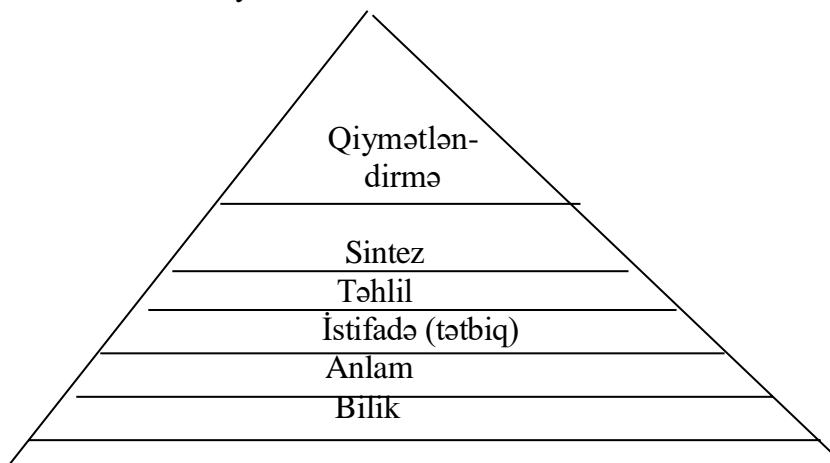 Qiymətlən-
dirmə
Sintez
Təhlil
İstifadə (tətbiq)
Anlam
Bilik